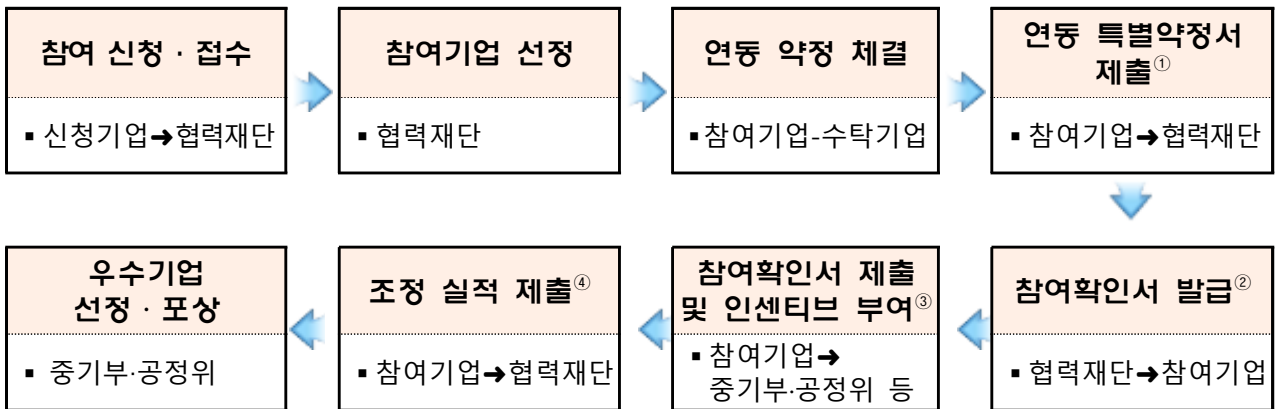 참여 신청 · 접수
▪ 신청기업➜협력재단
참여기업 선정
▪ 협력재단
연동 약정 체결
▪참여기업-수탁기업
연동 특별약정서
제출①
▪ 참여기업➜협력재단
참여확인서 발급②
▪ 협력재단➜참여기업
참여확인서 제출
및 인센티브 부여③
▪ 참여기업➜
중기부·공정위 등
조정 실적 제출④
▪ 참여기업➜협력재단
우수기업
선정 · 포상
▪ 중기부·공정위